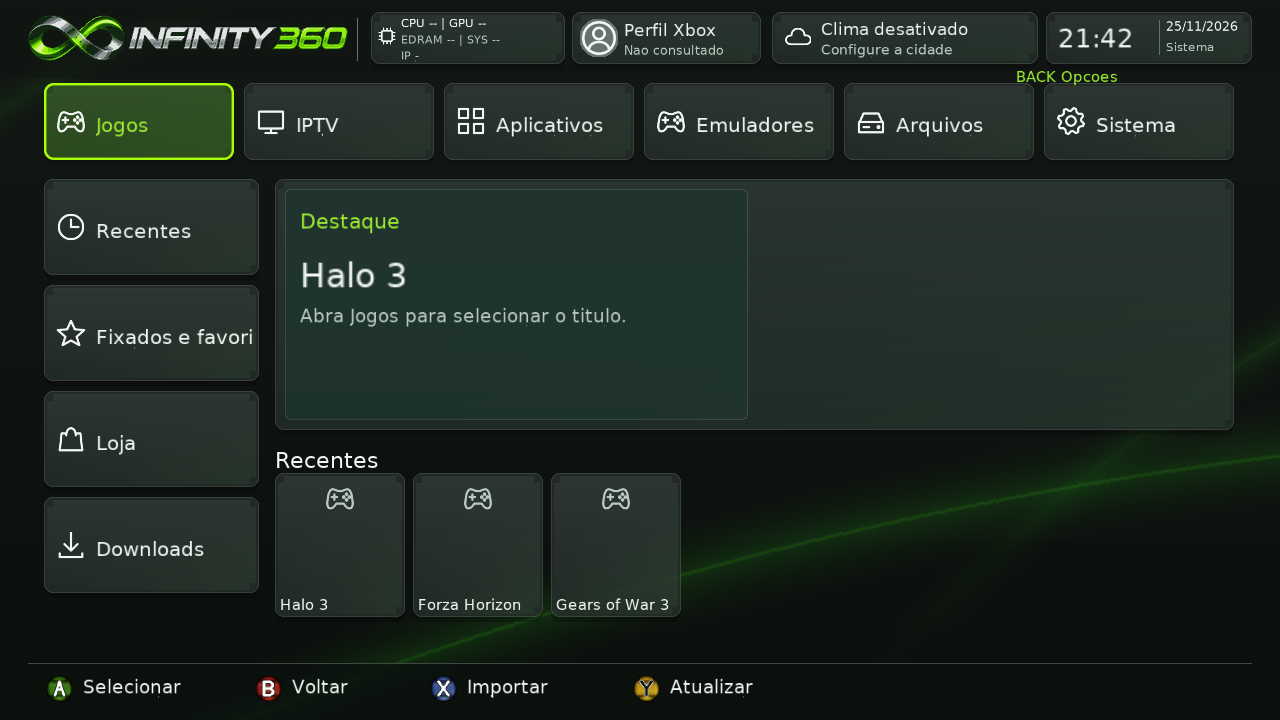 INFINITY 360
CPU -- | GPU --
EDRAM -- | SYS --
IP -
Perfil Xbox
Nao consultado
Clima desativado
Configure a cidade
21:42
25/11/2026
Sistema
BACK Opcoes
Jogos
IPTV
Aplicativos
Emuladores
Arquivos
Sistema
Recentes
Fixados e favori
Loja
Downloads
Destaque
Halo 3
Abra Jogos para selecionar o titulo.
Recentes
Halo 3
Forza Horizon
Gears of War 3
A Selecionar
B Voltar
X Importar
Y Atualizar